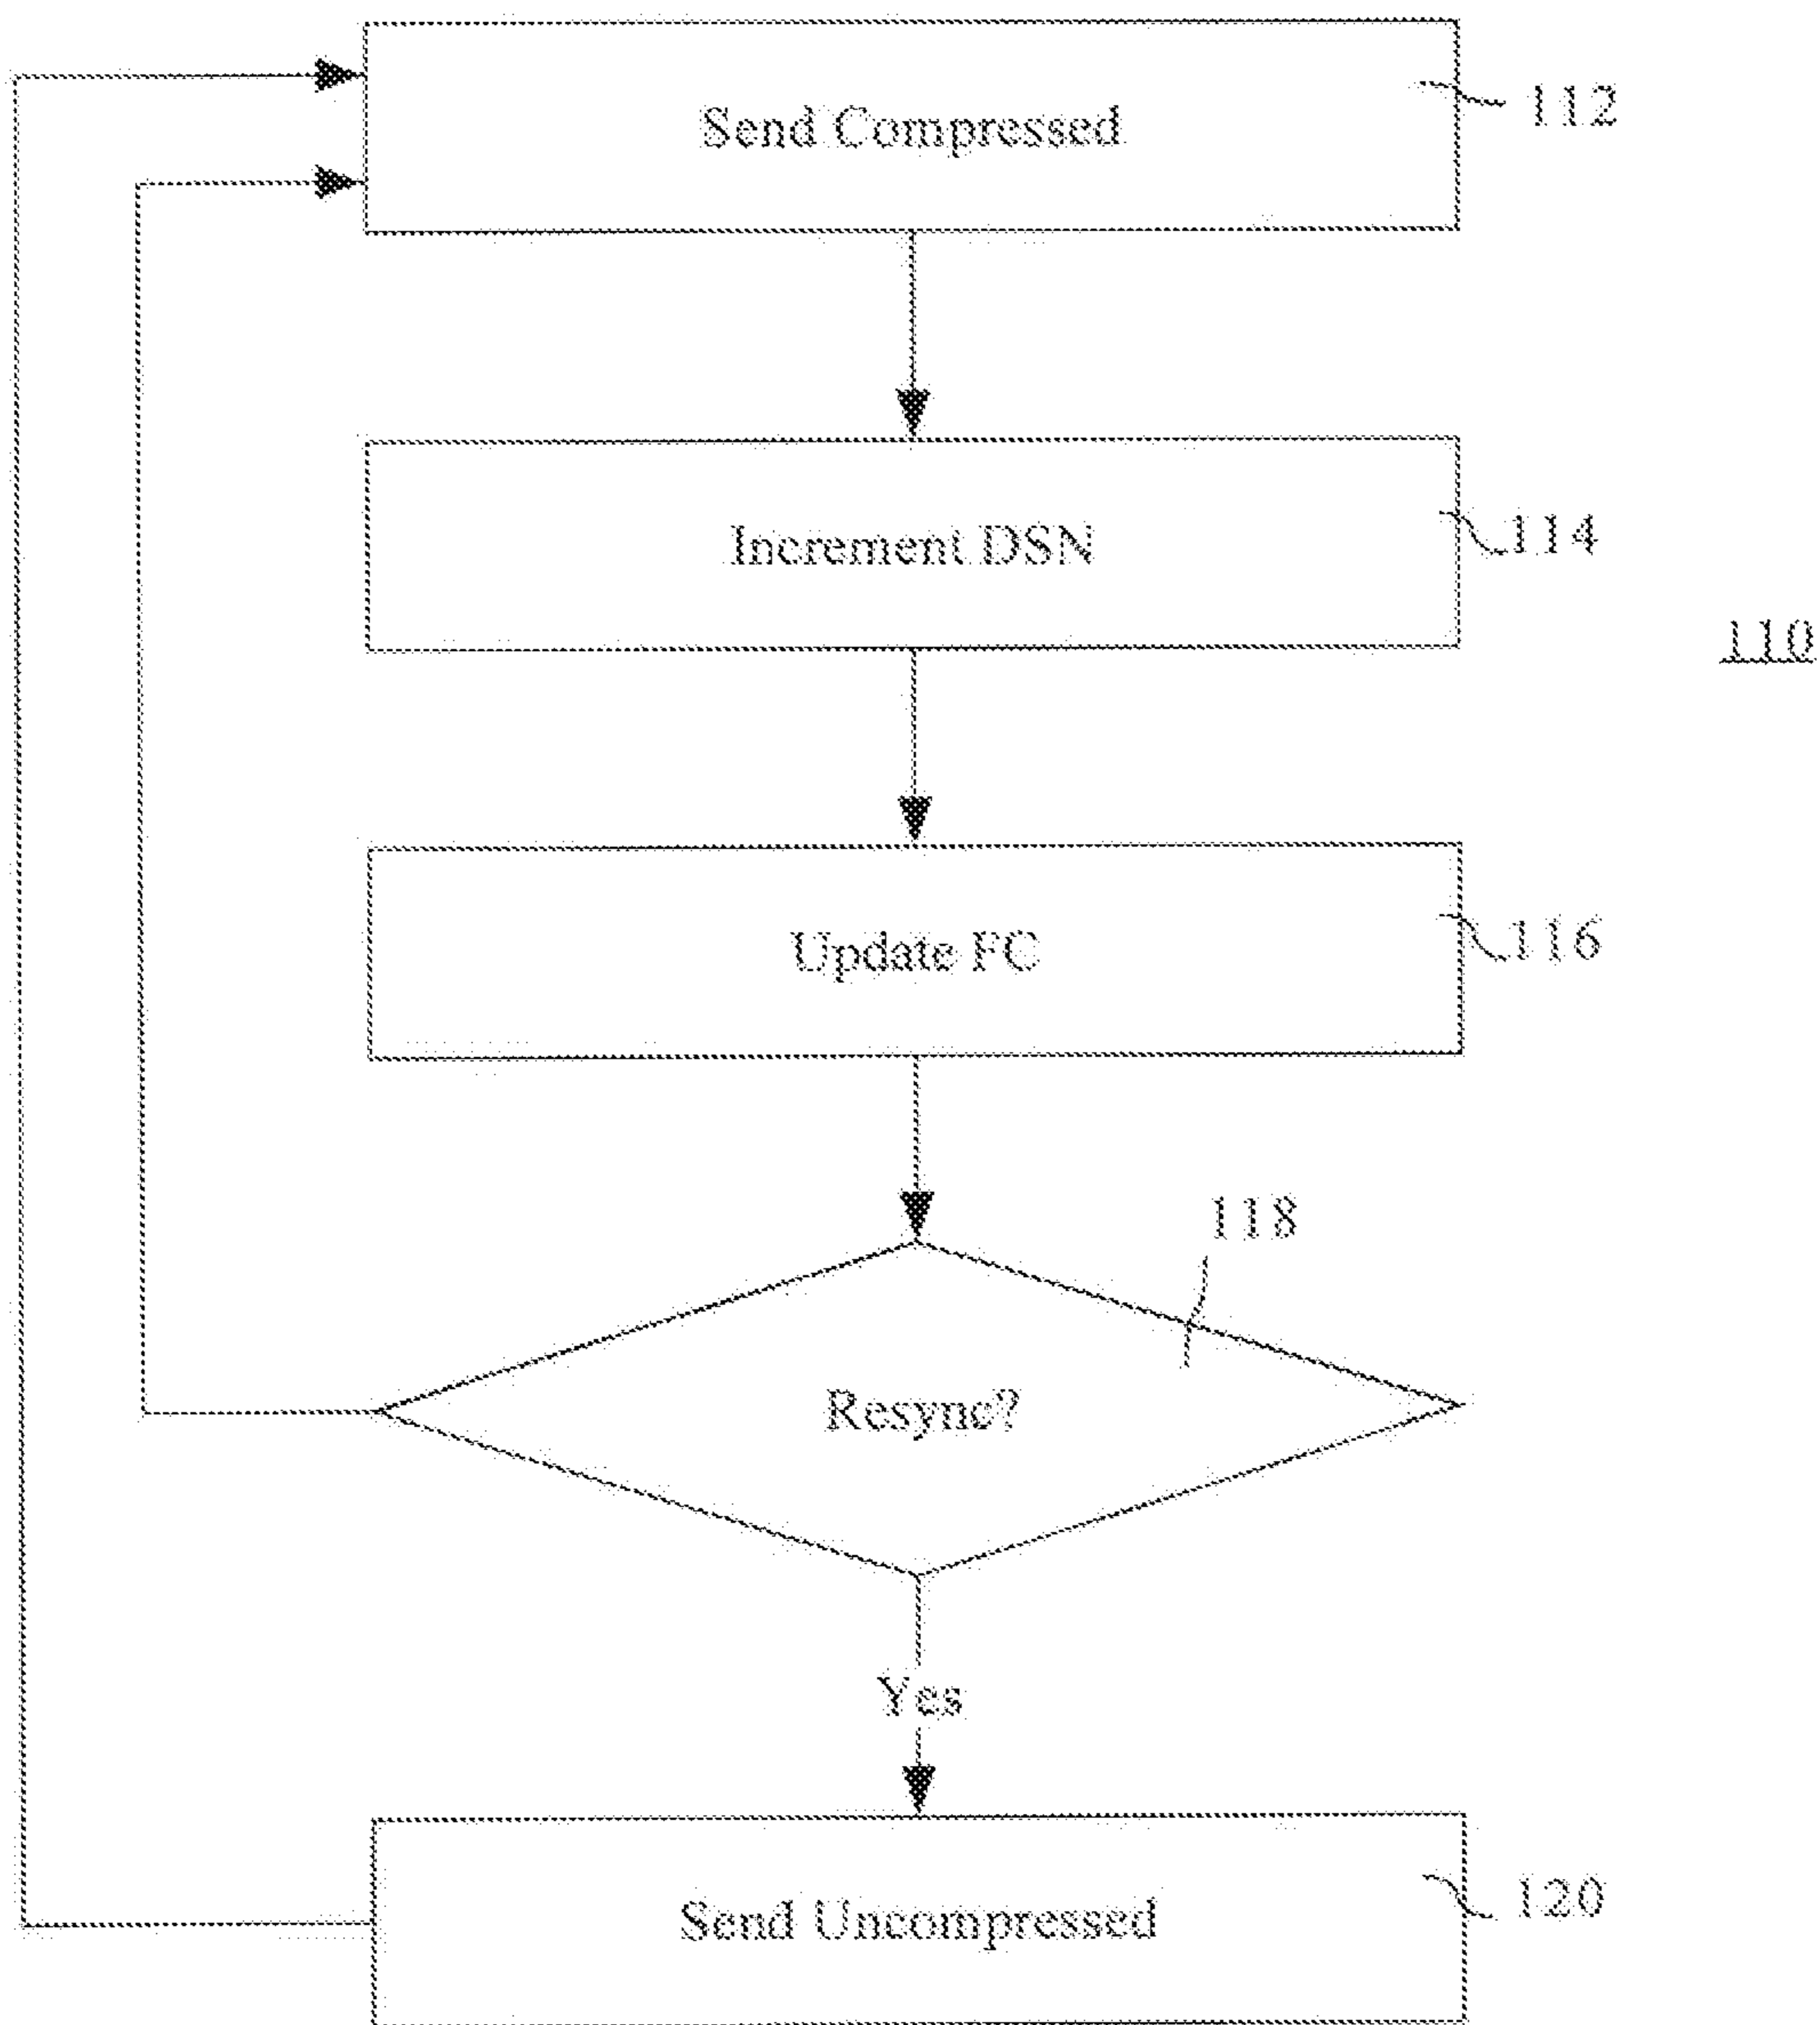 Send Compressed
112
Increment DSN
114
110
Update FC
116
118
Resync?
Yes
Send Uncompressed
120